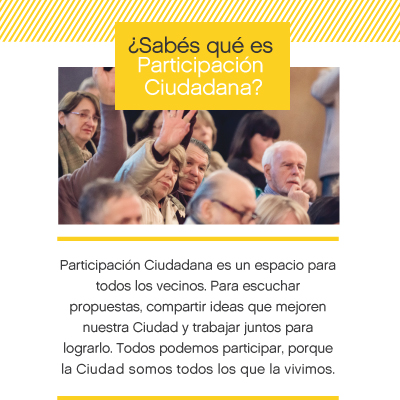 ¿Sabés qué es
Participación
Ciudadana?
Participación Ciudadana es un espacio para
todos los vecinos. Para escuchar
propuestas, compartir ideas que mejoren
nuestra Ciudad y trabajar juntos para
lograrlo. Todos podemos participar, porque
la Ciudad somos todos los que la vivimos.